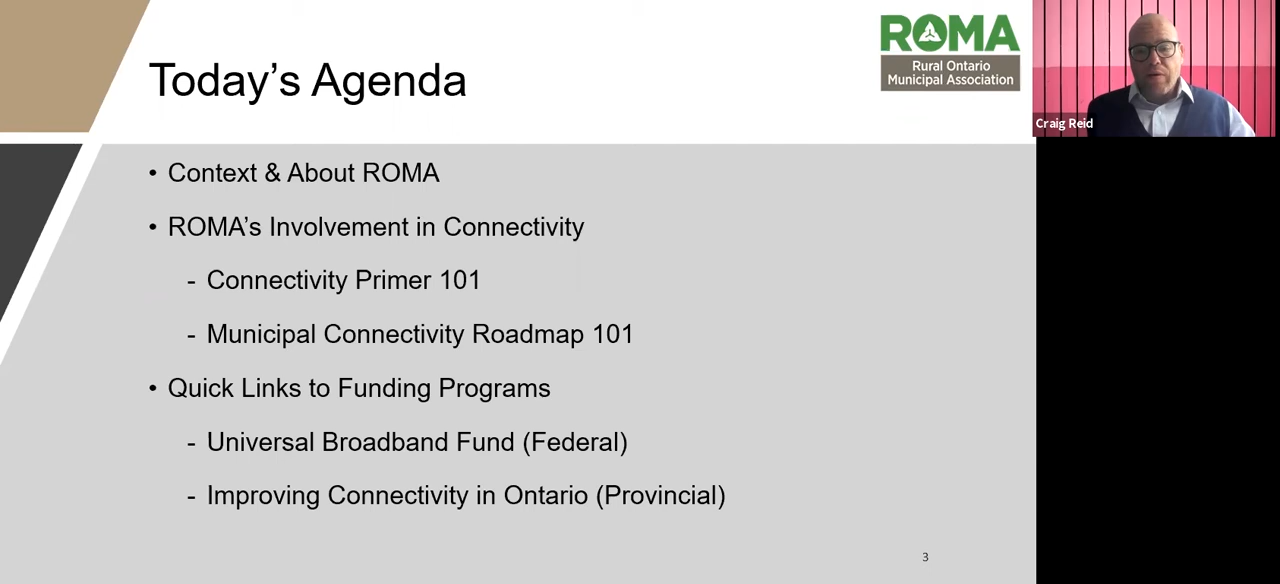 Today's Agenda
ROMA
Rural Ontario
Municipal Association
Craig Reid
• Context & About ROMA
• ROMA's Involvement in Connectivity
- Connectivity Primer 101
- Municipal Connectivity Roadmap 101
• Quick Links to Funding Programs
- Universal Broadband Fund (Federal)
- Improving Connectivity in Ontario (Provincial)
3